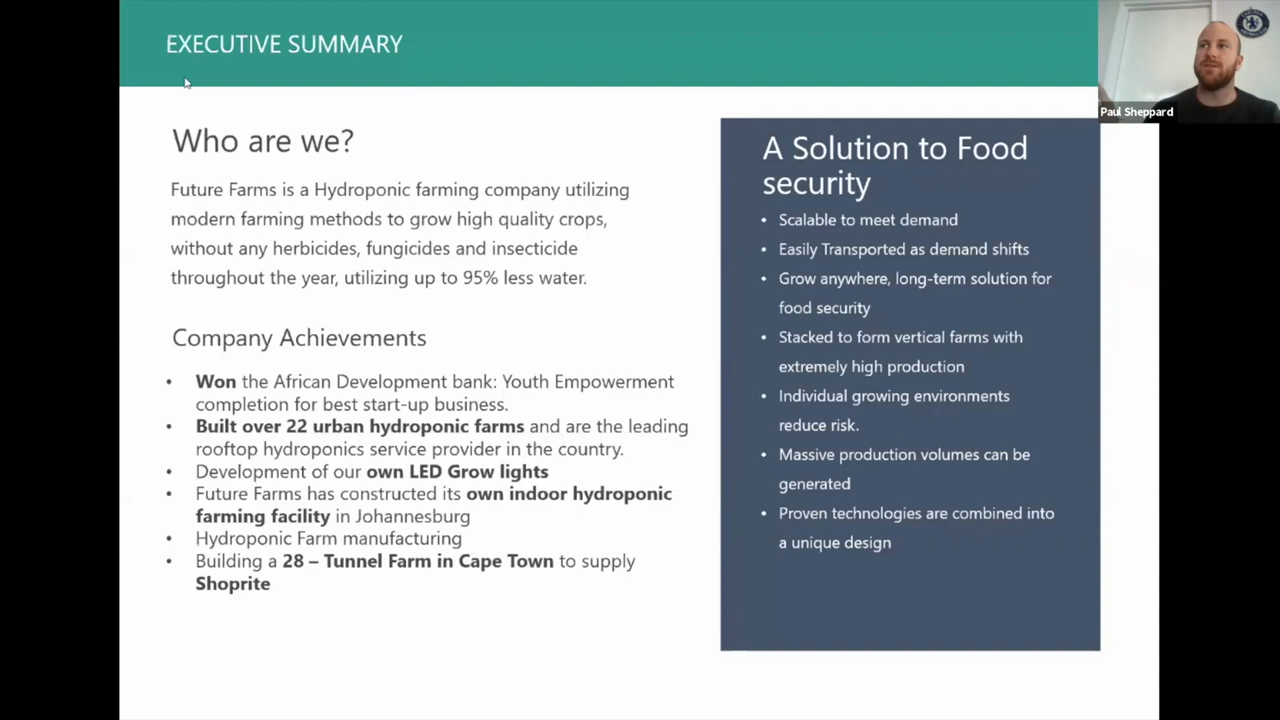 EXECUTIVE SUMMARY
Paul Sheppard
Who are we?
Future Farms is a Hydroponic farming company utilizing
modern farming methods to grow high quality crops,
without any herbicides, fungicides and insecticide
throughout the year, utilizing up to 95% less water.
Company Achievements
• Won the African Development bank: Youth Empowerment
completion for best start-up business.
• Built over 22 urban hydroponic farms and are the leading
rooftop hydroponics service provider in the country.
• Development of our own LED Grow lights
• Future Farms has constructed its own indoor hydroponic
farming facility in Johannesburg
• Hydroponic Farm manufacturing
• Building a 28 – Tunnel Farm in Cape Town to supply
Shoprite
A Solution to Food
security
• Scalable to meet demand
• Easily Transported as demand shifts
• Grow anywhere, long-term solution for
food security
• Stacked to form vertical farms with
extremely high production
• Individual growing environments
reduce risk.
• Massive production volumes can be
generated
• Proven technologies are combined into
a unique design